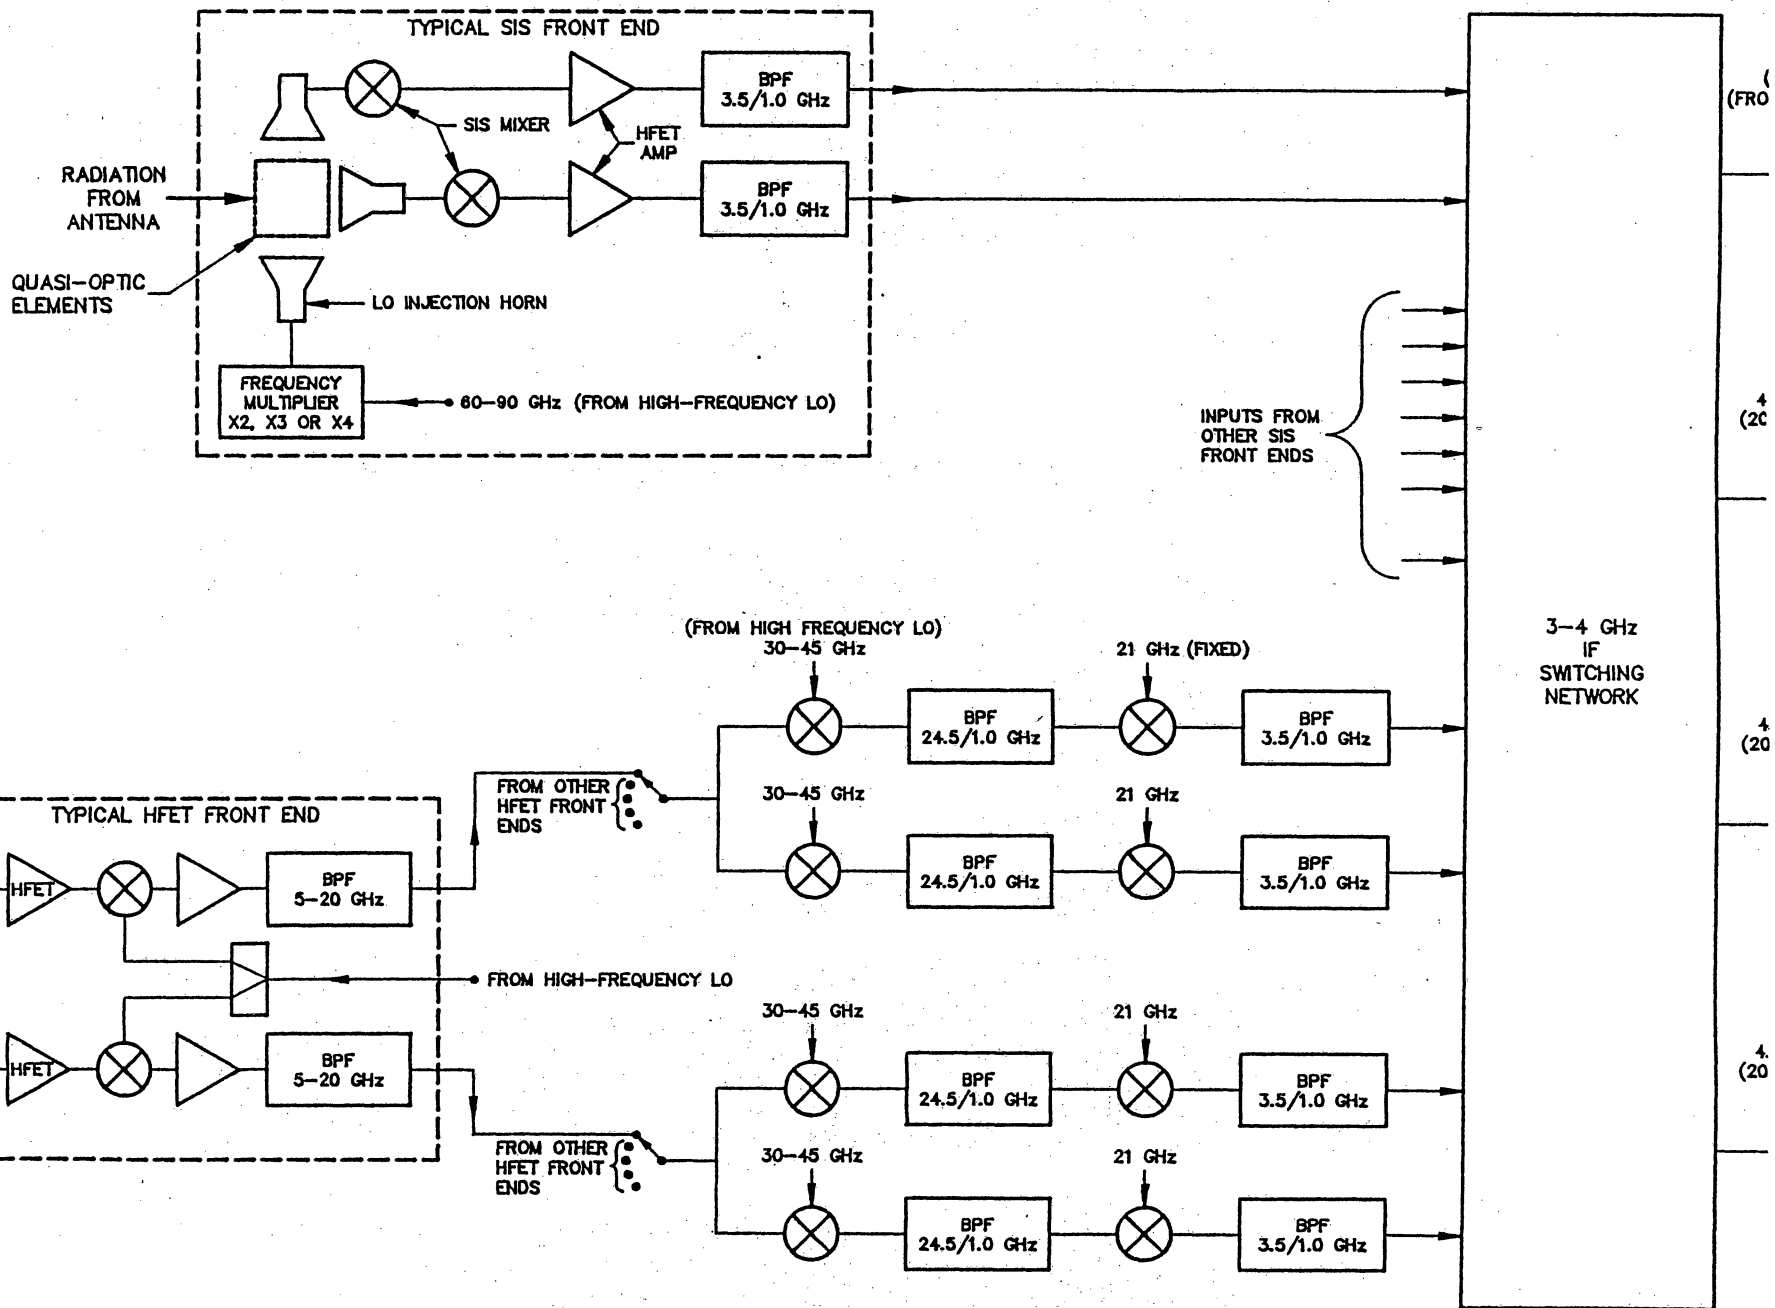 TYPICAL SIS FRONT END
BPF
3.5/1.0 GHz
SIS MIXER
HFET
AMP
RADIATION
FROM
ANTENNA
BPF
3.5/1.0 GHz
QUASI-OPTIC
ELEMENTS
LO INJECTION HORN
FREQUENCY
MULTIPLIER
X2, X3 OR X4
60-90 GHz (FROM HIGH-FREQUENCY LO)
INPUTS FROM
OTHER SIS
FRONT ENDS
3-4 GHz
IF
SWITCHING
NETWORK
(FROM HIGH FREQUENCY LO)
30-45 GHz
21 GHz (FIXED)
BPF
24.5/1.0 GHz
BPF
3.5/1.0 GHz
FROM OTHER
HFET FRONT
ENDS
30-45 GHz
21 GHz
BPF
24.5/1.0 GHz
BPF
3.5/1.0 GHz
TYPICAL HFET FRONT END
HFET
BPF
5-20 GHz
FROM HIGH-FREQUENCY LO
HFET
BPF
5-20 GHz
30-45 GHz
21 GHz
BPF
24.5/1.0 GHz
BPF
3.5/1.0 GHz
FROM OTHER
HFET FRONT
ENDS
30-45 GHz
21 GHz
BPF
24.5/1.0 GHz
BPF
3.5/1.0 GHz
(
(FRO
4
(20
4
(20
4.
(20